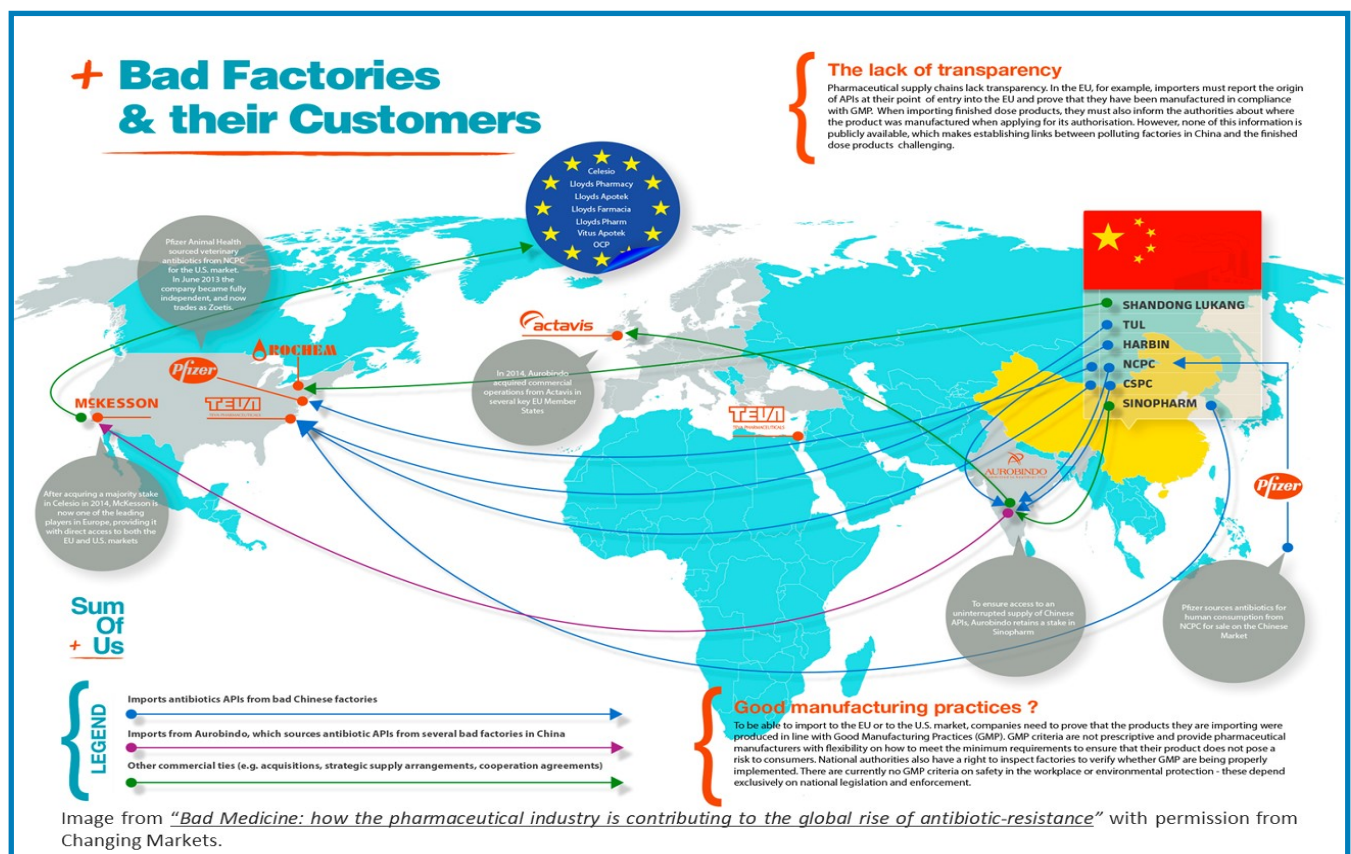 + Bad Factories
& their Customers
The lack of transparency
Pharmaceutical supply chains lack transparency. In the EU, for example, importers must report the origin
of APIs at their point of entry into the EU and prove that they have been manufactured in compliance
with GMP. When importing finished dose products, they must also inform the authorities about where
the product was manufactured when applying for its authorisation. However, none of this information is
publicly available, which makes establishing links between polluting factories in China and the finished
dose products challenging.
Celesio
Lloyds Pharmacy
Lloyds Apotek
Lloyds Farmacia
Lloyds Pharm
Vitus Apotek
OCP
Pfizer Animal Health
sourced veterinary
antibiotics from NCPC
for the U.S. market.
In June 2013 the
company became fully
independent, and now
trades as Zoetis.
SHANDONG LUKANG
TUL
HARBIN
NCPC
CSPC
SINOPHARM
actavis
ROCHEM
Pfizer
McKESSON
TEVA
TEVA PHARMACEUTICALS
In 2014, Aurobindo
acquired commercial
operations from Actavis in
several key EU Member
States
TEVA
TEVA PHARMACEUTICALS
AUROBINDO
Pfizer
After acquiring a majority stake
in Celesio in 2014, McKesson is
now one of the leading
players in Europe, providing it
with direct access to both the
EU and U.S. markets
To ensure access to an
uninterrupted supply of Chinese
APIs, Aurobindo retains a stake in
Sinopharm
Pfizer sources antibiotics for
human consumption from
NCPC for sale on the Chinese
Market
Sum
Of
+ Us
LEGEND
Imports antibiotics APIs from bad Chinese factories
Imports from Aurobindo, which sources antibiotic APIs from several bad factories in China
Other commercial ties (e.g. acquisitions, strategic supply arrangements, cooperation agreements)
Good manufacturing practices ?
To be able to import to the EU or to the U.S. market, companies need to prove that the products they are importing were
produced in line with Good Manufacturing Practices (GMP). GMP criteria are not prescriptive and provide pharmaceutical
manufacturers with flexibility on how to meet the minimum requirements to ensure that their product does not pose a
risk to consumers. National authorities also have a right to inspect factories to verify whether GMP are being properly
implemented. There are currently no GMP criteria on safety in the workplace or environmental protection - these depend
exclusively on national legislation and enforcement.
Image from "Bad Medicine: how the pharmaceutical industry is contributing to the global rise of antibiotic-resistance" with permission from
Changing Markets.